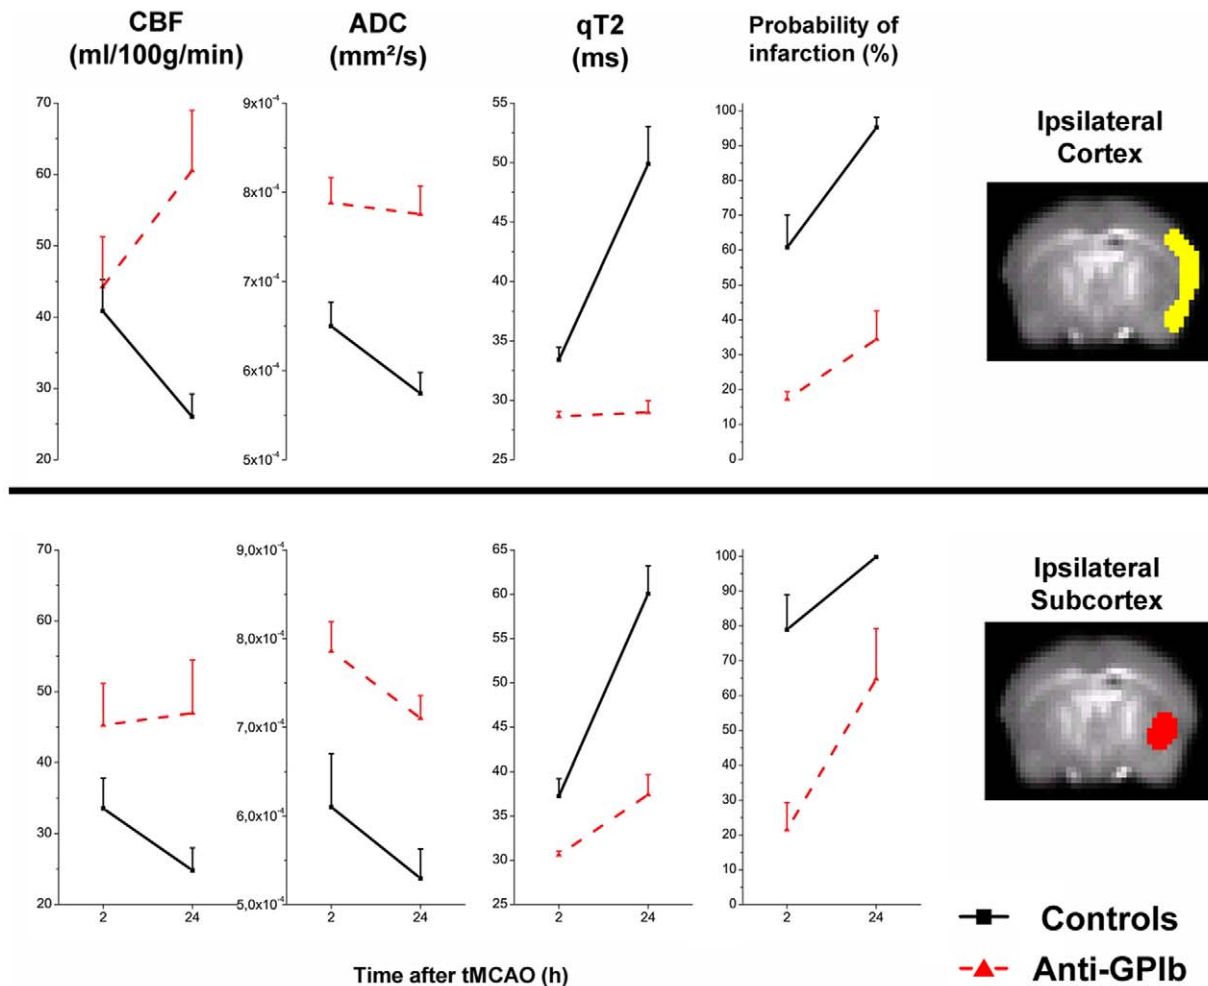 CBF
(ml/100g/min)
ADC
(mm²/s)
qT2
(ms)
Probability of
infarction (%)
70
60
50
40
30
20
9x10⁻⁴
8x10⁻⁴
7x10⁻⁴
6x10⁻⁴
5x10⁻⁴
55
50
45
40
35
30
25
100
90
80
70
60
50
40
30
20
10
0
Ipsilateral
Cortex
70
60
50
40
30
20
9,0x10⁻⁴
8,0x10⁻⁴
7,0x10⁻⁴
6,0x10⁻⁴
5,0x10⁻⁴
65
60
55
50
45
40
35
30
25
100
90
80
70
60
50
40
30
20
10
0
Ipsilateral
Subcortex
2 24
2 24
2 24
2 24
Time after tMCAO (h)
Controls
Anti-GPIb